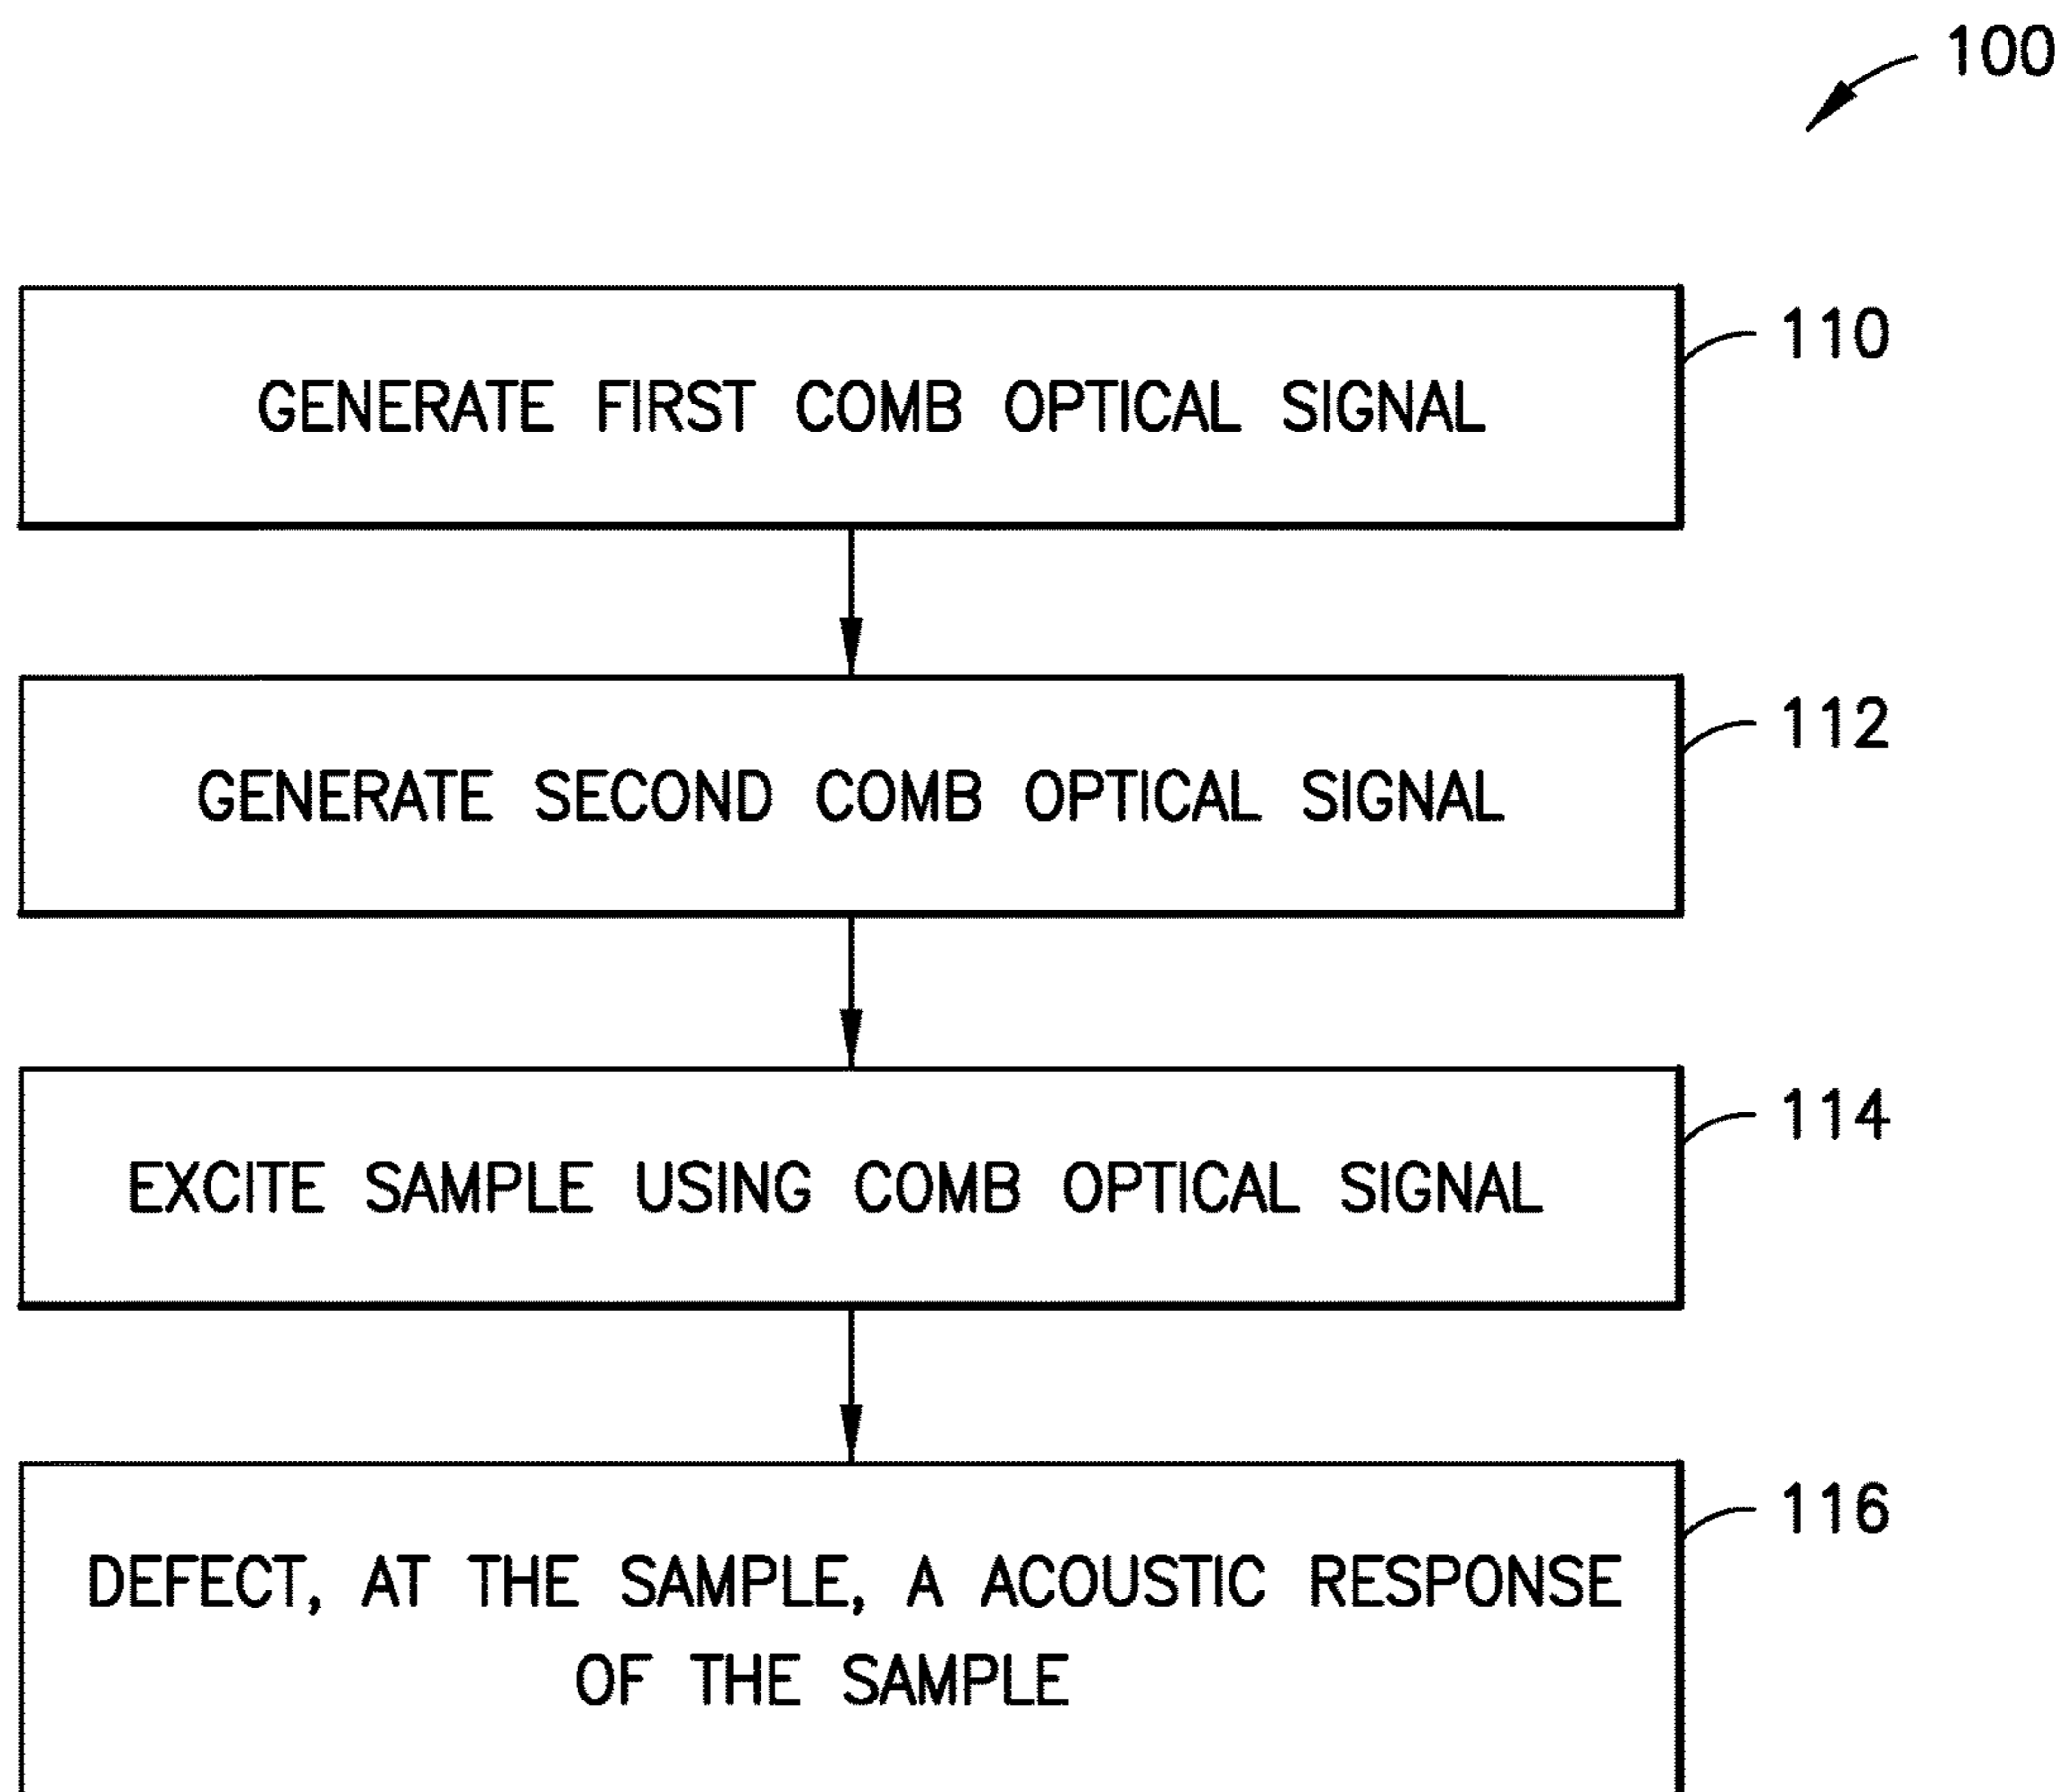 100
GENERATE FIRST COMB OPTICAL SIGNAL
110
GENERATE SECOND COMB OPTICAL SIGNAL
112
EXCITE SAMPLE USING COMB OPTICAL SIGNAL
114
DEFECT, AT THE SAMPLE, A ACOUSTIC RESPONSE
OF THE SAMPLE
116